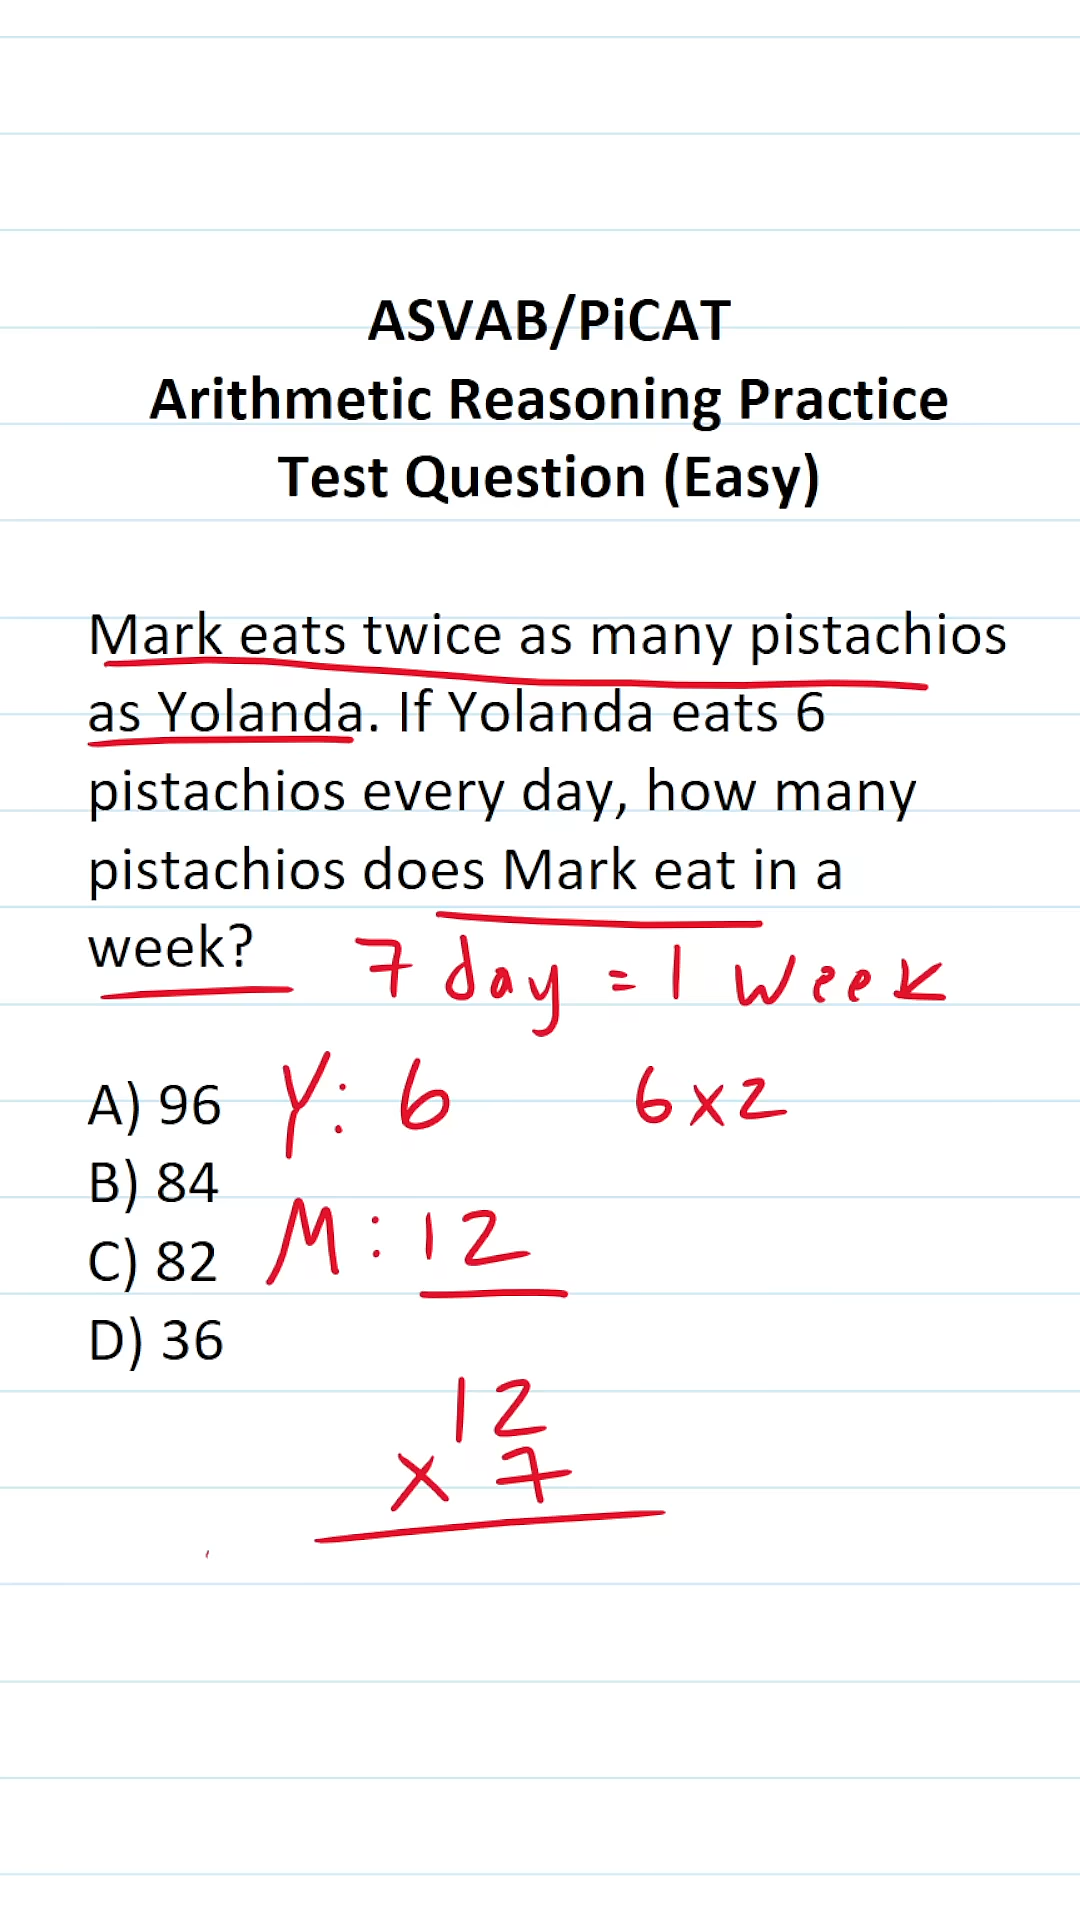 ASVAB/PiCAT
Arithmetic Reasoning Practice
Test Question (Easy)
Mark eats twice as many pistachios
as Yolanda. If Yolanda eats 6
pistachios every day, how many
pistachios does Mark eat in a
week?
7 day = 1 week
A) 96
Y: 6
6x2
B) 84
M: 12
C) 82
D) 36
12
x 7